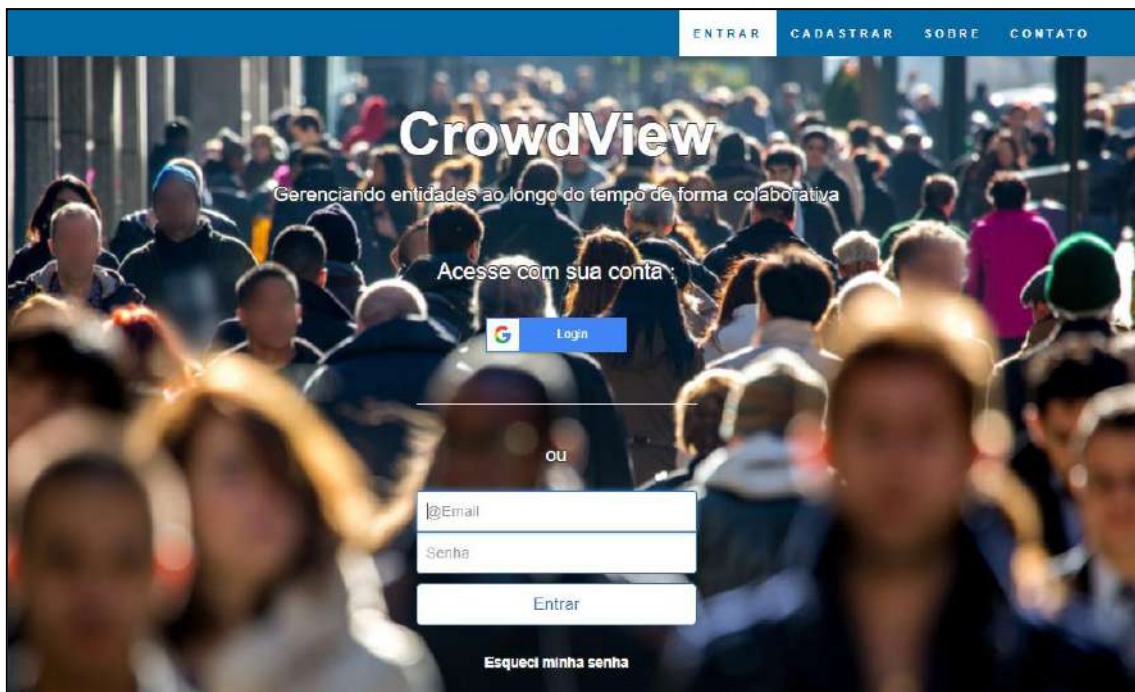 ENTRAR CADASTRAR SOBRE CONTATO
CrowdView
Gerenciando entidades ao longo do tempo de forma colaborativa
Acesse com sua conta :
G Login
ou
@Email
Senha
Entrar
Esqueci minha senha